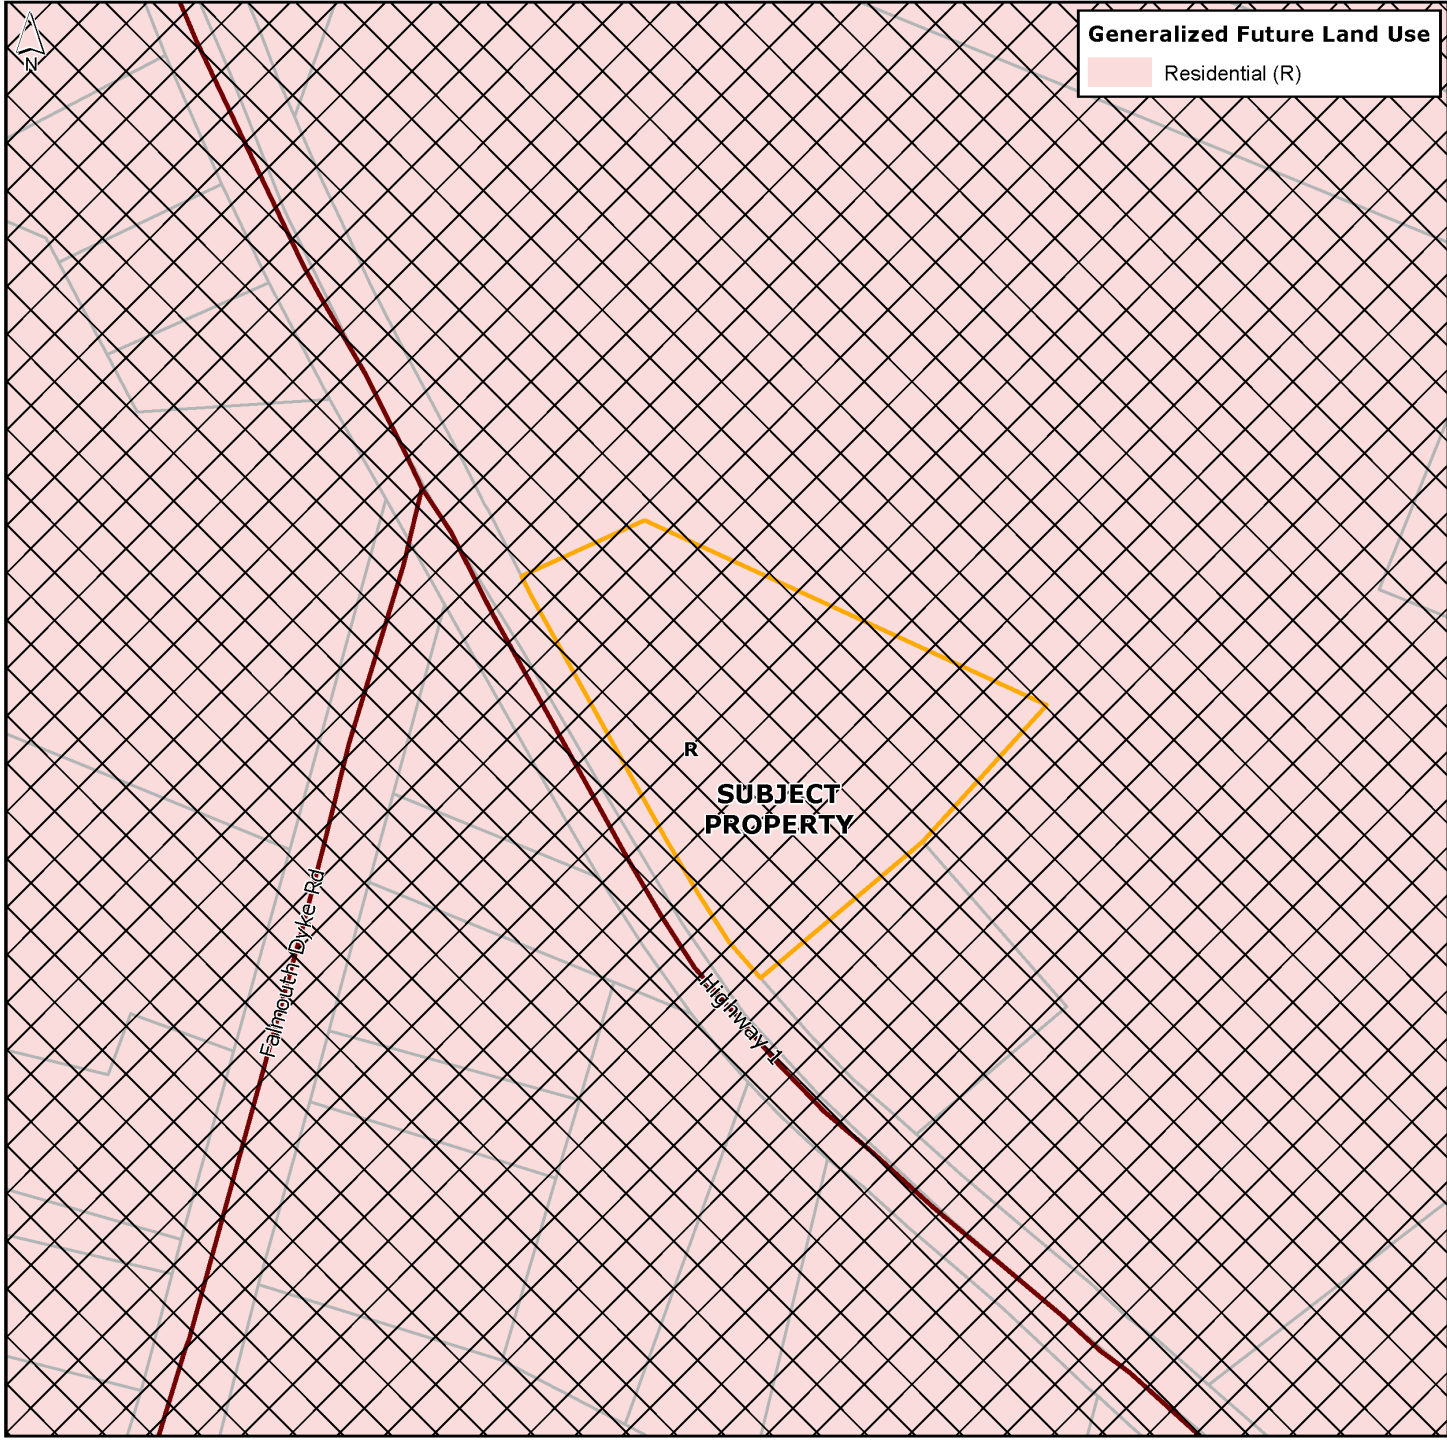 N
Generalized Future Land Use
Residential (R)
R
SUBJECT
PROPERTY
Falmouth Dyke Rd
Highway 1